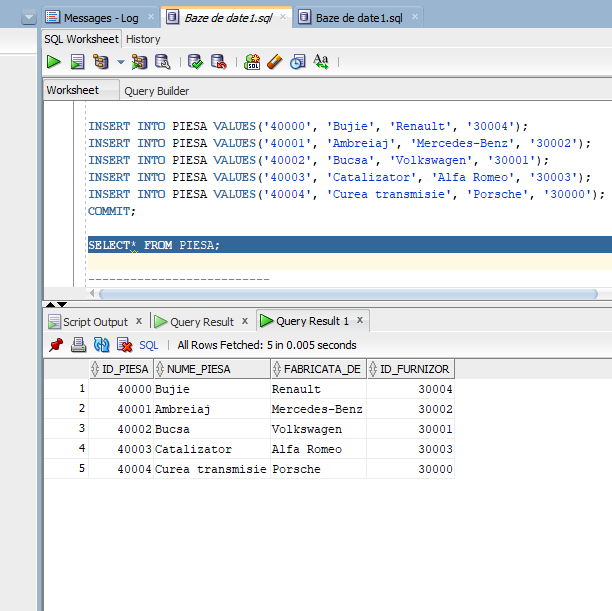 Messages - Log × Baze de date1.sql × Baze de date1.sql ×
SQL Worksheet History
SQL
Worksheet Query Builder
INSERT INTO PIESA VALUES('40000', 'Bujie', 'Renault', '30004');
INSERT INTO PIESA VALUES('40001', 'Ambreiaj', 'Mercedes-Benz', '30002');
INSERT INTO PIESA VALUES('40002', 'Bucsa', 'Volkswagen', '30001');
INSERT INTO PIESA VALUES('40003', 'Catalizator', 'Alfa Romeo', '30003');
INSERT INTO PIESA VALUES('40004', 'Curea transmisie', 'Porsche', '30000');
COMMIT;
SELECT* FROM PIESA;
--------------------------
Script Output x Query Result x Query Result 1 x
SQL | All Rows Fetched: 5 in 0.005 seconds
ID_PIESA NUME_PIESA FABRICATA_DE ID_FURNIZOR
1 40000 Bujie Renault 30004
2 40001 Ambreiaj Mercedes-Benz 30002
3 40002 Bucsa Volkswagen 30001
4 40003 Catalizator Alfa Romeo 30003
5 40004 Curea transmisie Porsche 30000